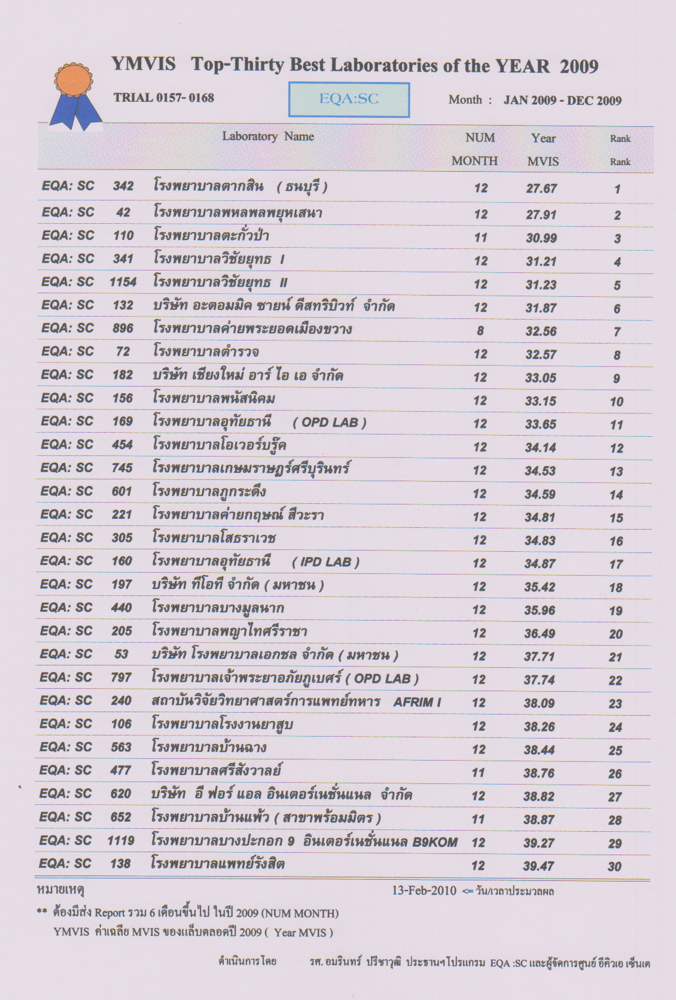 YMVIS Top-Thirty Best Laboratories of the YEAR 2009
TRIAL 0157- 0168 EQA:SC Month : JAN 2009 - DEC 2009
Laboratory Name NUM Year Rank
MONTH MVIS Rank
EQA: SC 342 โรงพยาบาลตากสิน ( ธนบุรี ) 12 27.67 1
EQA: SC 42 โรงพยาบาลพหลพลพยุหเสนา 12 27.91 2
EQA: SC 110 โรงพยาบาลตะกั่วป่า 11 30.99 3
EQA: SC 341 โรงพยาบาลวิชัยยุทธ I 12 31.21 4
EQA: SC 1154 โรงพยาบาลวิชัยยุทธ II 12 31.23 5
EQA: SC 132 บริษัท อะตอมมิค ซายน์ ดีสทริบิวท์ จำกัด 12 31.87 6
EQA: SC 896 โรงพยาบาลค่ายพระยอดเมืองขวาง 8 32.56 7
EQA: SC 72 โรงพยาบาลตำรวจ 12 32.57 8
EQA: SC 182 บริษัท เชียงใหม่ อาร์ ไอ เอ จำกัด 12 33.05 9
EQA: SC 156 โรงพยาบาลพนัสนิคม 12 33.15 10
EQA: SC 169 โรงพยาบาลอุทัยธานี ( OPD LAB ) 12 33.65 11
EQA: SC 454 โรงพยาบาลโอเวอร์บรู๊ค 12 34.14 12
EQA: SC 745 โรงพยาบาลเกษมราษฎร์ศรีบุรินทร์ 12 34.53 13
EQA: SC 601 โรงพยาบาลภูกระดึง 12 34.59 14
EQA: SC 221 โรงพยาบาลค่ายกฤษณ์ สีวะรา 12 34.81 15
EQA: SC 305 โรงพยาบาลโสธราเวช 12 34.83 16
EQA: SC 160 โรงพยาบาลอุทัยธานี ( IPD LAB ) 12 34.87 17
EQA: SC 197 บริษัท ทีโอที จำกัด ( มหาชน ) 12 35.42 18
EQA: SC 440 โรงพยาบาลบางมูลนาก 12 35.96 19
EQA: SC 205 โรงพยาบาลพญาไทศรีราชา 12 36.49 20
EQA: SC 53 บริษัท โรงพยาบาลเอกชล จำกัด ( มหาชน ) 12 37.71 21
EQA: SC 797 โรงพยาบาลเจ้าพระยาอภัยภูเบศร์ ( OPD LAB ) 12 37.74 22
EQA: SC 240 สถาบันวิจัยวิทยาศาสตร์การแพทย์ทหาร AFRIM I 12 38.09 23
EQA: SC 106 โรงพยาบาลโรงงานยาสูบ 12 38.26 24
EQA: SC 563 โรงพยาบาลบ้านฉาง 12 38.44 25
EQA: SC 477 โรงพยาบาลศรีสังวาลย์ 11 38.76 26
EQA: SC 620 บริษัท อี ฟอร์ แอล อินเตอร์เนชั่นแนล จำกัด 12 38.82 27
EQA: SC 652 โรงพยาบาลบ้านแพ้ว ( สาขาพร้อมมิตร ) 11 38.87 28
EQA: SC 1119 โรงพยาบาลบางปะกอก 9 อินเตอร์เนชั่นแนล B9KOM 12 39.27 29
EQA: SC 138 โรงพยาบาลแพทย์รังสิต 12 39.47 30
หมายเหตุ 13-Feb-2010 <= วัน/เวลาประมวลผล
** ต้องมีส่ง Report รวม 6 เดือนขึ้นไป ในปี 2009 (NUM MONTH)
YMVIS ค่าเฉลี่ย MVIS ของแล็บตลอดปี 2009 ( Year MVIS )
ดำเนินการโดย รศ. อมรินทร์ ปรีชาวุฒิ ประธานฯโปรแกรม EQA :SC และผู้จัดการศูนย์ อีคิวเอ เซ็นเต